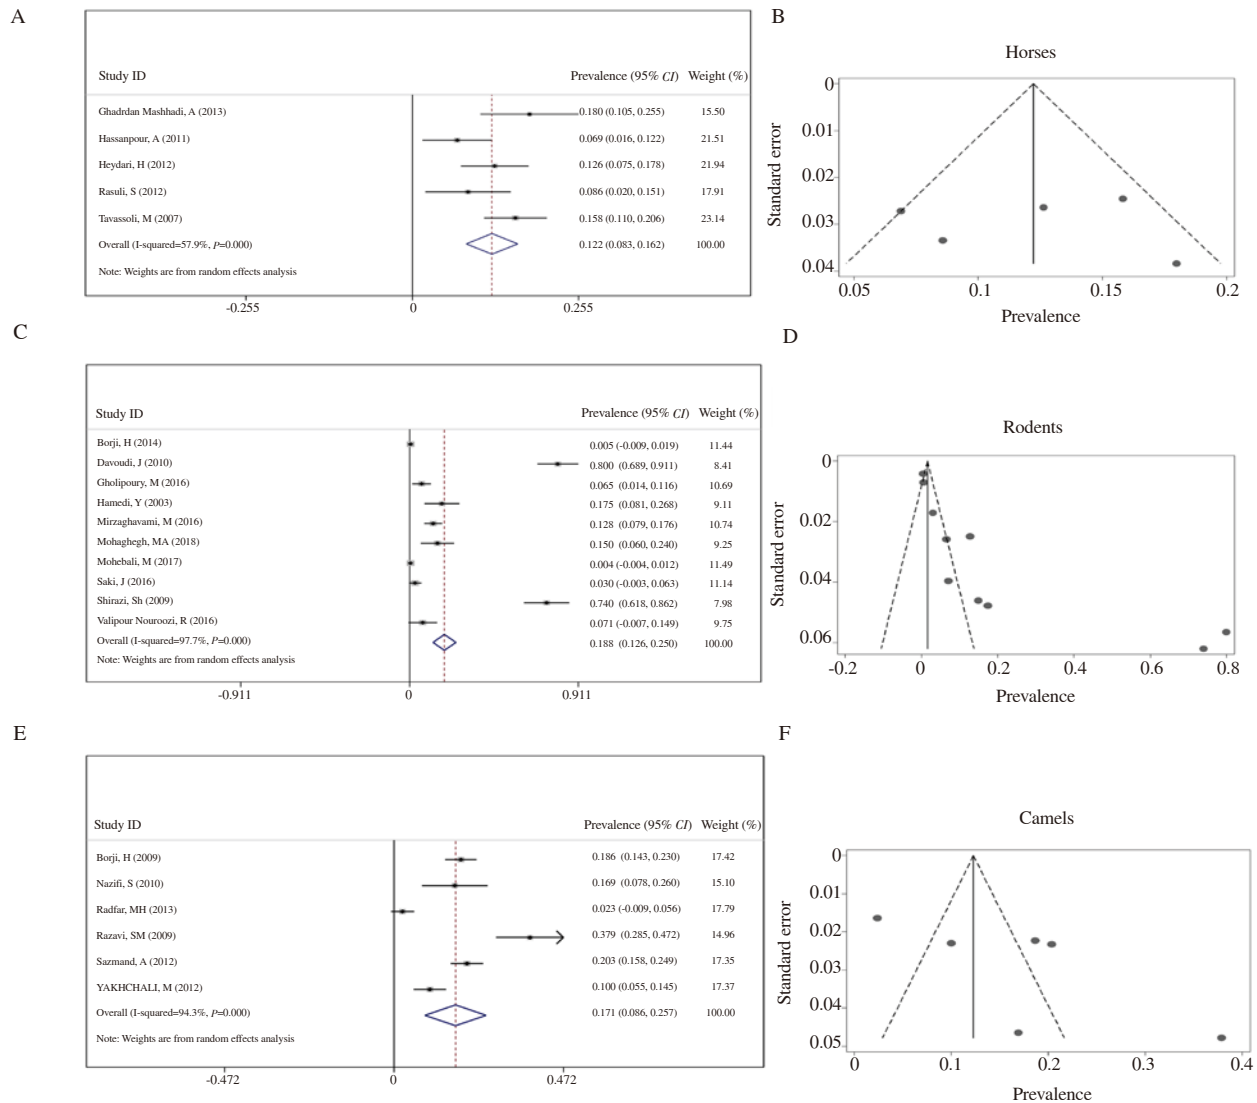 A
Study ID Prevalence (95% CI) Weight (%)
Ghadrdan Mashhadi, A (2013) 0.180 (0.105, 0.255) 15.50
Hassanpour, A (2011) 0.069 (0.016, 0.122) 21.51
Heydari, H (2012) 0.126 (0.075, 0.178) 21.94
Rasuli, S (2012) 0.086 (0.020, 0.151) 17.91
Tavassoli, M (2007) 0.158 (0.110, 0.206) 23.14
Overall (I-squared=57.9%, P=0.000) 0.122 (0.083, 0.162) 100.00
Note: Weights are from random effects analysis
-0.255 0 0.255
B
Horses
Standard error
0
0.01
0.02
0.03
0.04
0.05 0.1 0.15 0.2
Prevalence
C
Study ID Prevalence (95% CI) Weight (%)
Borji, H (2014) 0.005 (-0.009, 0.019) 11.44
Davoudi, J (2010) 0.800 (0.689, 0.911) 8.41
Gholipoury, M (2016) 0.065 (0.014, 0.116) 10.69
Hamedi, Y (2003) 0.175 (0.081, 0.268) 9.11
Mirzaghavami, M (2016) 0.128 (0.079, 0.176) 10.74
Mohaghegh, MA (2018) 0.150 (0.060, 0.240) 9.25
Mohebali, M (2017) 0.004 (-0.004, 0.012) 11.49
Saki, J (2016) 0.030 (-0.003, 0.063) 11.14
Shirazi, Sh (2009) 0.740 (0.618, 0.862) 7.98
Valipour Nouroozi, R (2016) 0.071 (-0.007, 0.149) 9.75
Overall (I-squared=97.7%, P=0.000) 0.188 (0.126, 0.250) 100.00
Note: Weights are from random effects analysis
-0.911 0 0.911
D
Rodents
Standard error
0
0.02
0.04
0.06
-0.2 0 0.2 0.4 0.6 0.8
Prevalence
E
Study ID Prevalence (95% CI) Weight (%)
Borji, H (2009) 0.186 (0.143, 0.230) 17.42
Nazifi, S (2010) 0.169 (0.078, 0.260) 15.10
Radfar, MH (2013) 0.023 (-0.009, 0.056) 17.79
Razavi, SM (2009) 0.379 (0.285, 0.472) 14.96
Sazmand, A (2012) 0.203 (0.158, 0.249) 17.35
YAKHCHALI, M (2012) 0.100 (0.055, 0.145) 17.37
Overall (I-squared=94.3%, P=0.000) 0.171 (0.086, 0.257) 100.00
Note: Weights are from random effects analysis
-0.472 0 0.472
F
Camels
Standard error
0
0.01
0.02
0.03
0.04
0.05
0 0.1 0.2 0.3 0.4
Prevalence